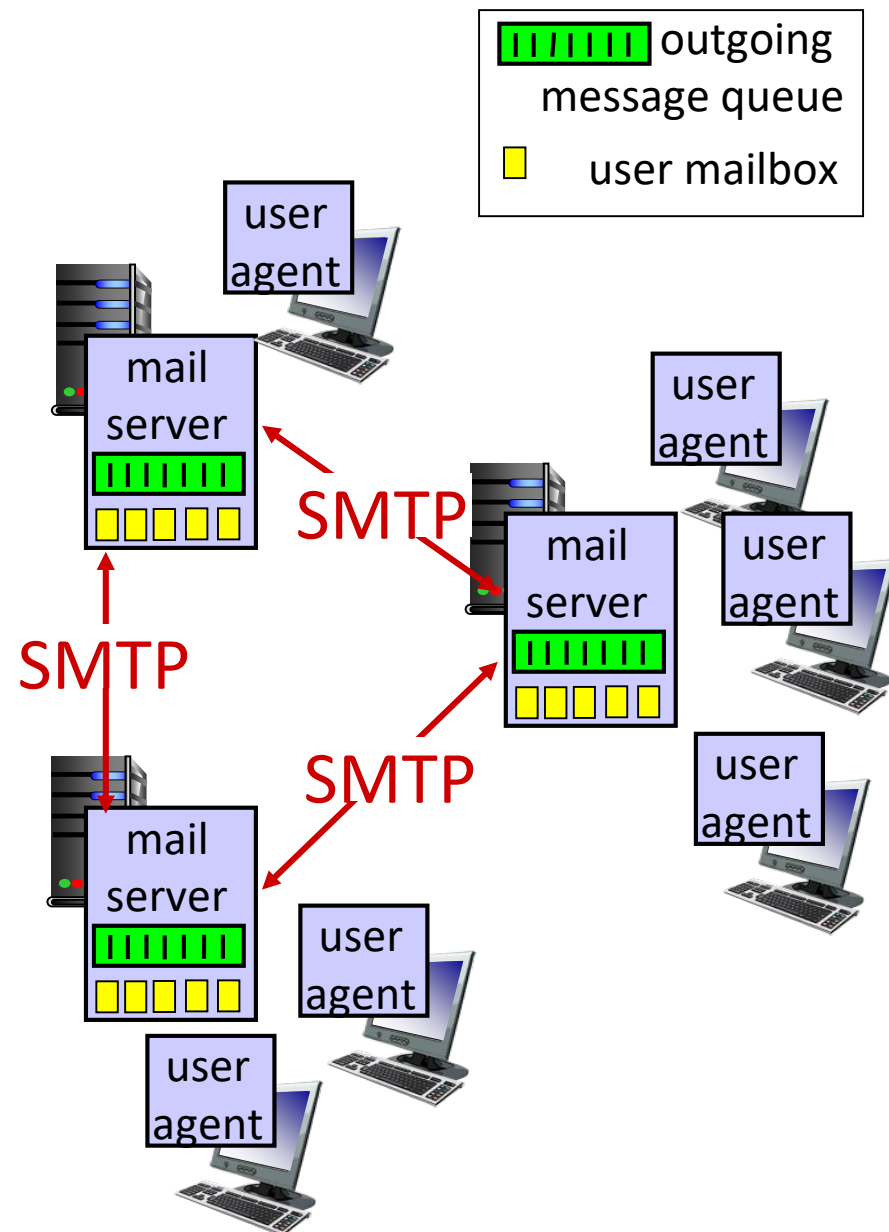 outgoing
message queue
user mailbox
user
agent
mail
server
user
agent
SMTP
mail
server
user
agent
SMTP
SMTP
user
agent
mail
server
user
agent
user
agent